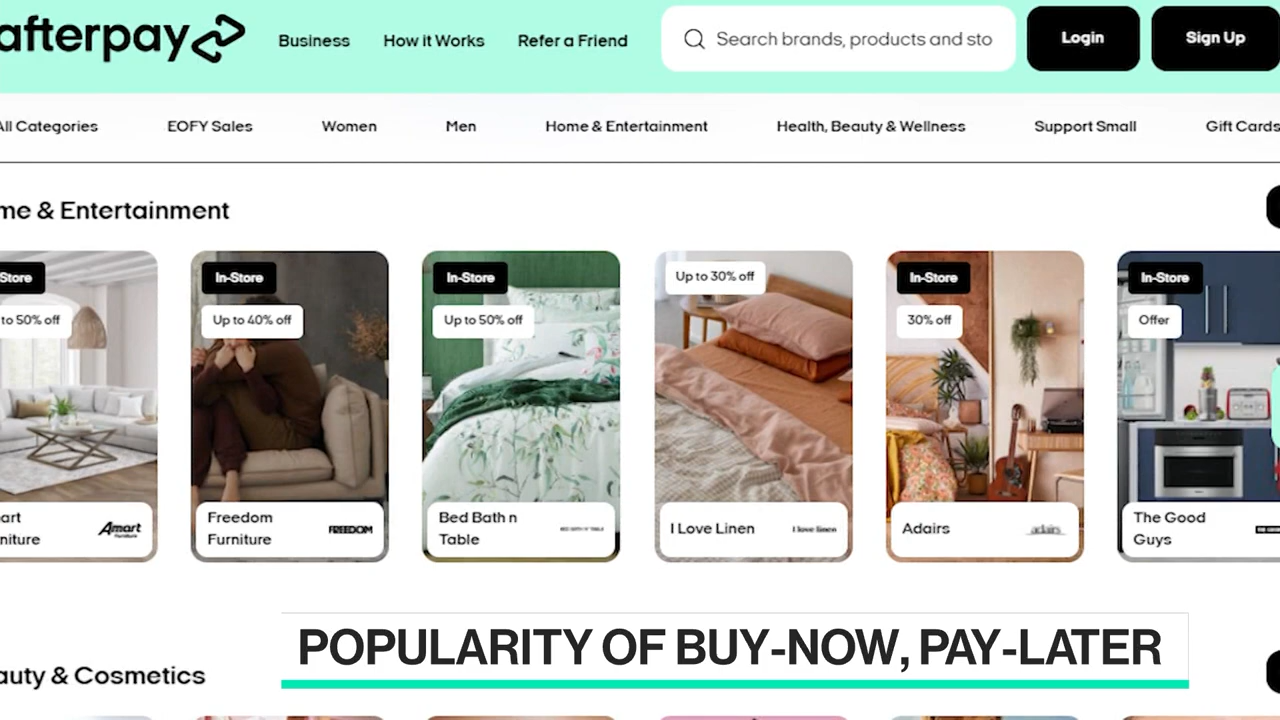 afterpay
Business How it Works Refer a Friend Search brands, products and sto Login Sign Up
All Categories EOFY Sales Women Men Home & Entertainment Health, Beauty & Wellness Support Small Gift Cards
me & Entertainment
Store In-Store In-Store Up to 30% off In-Store In-Store
to 50% off Up to 40% off Up to 50% off 30% off Offer
art
niture
Amart
Furniture
Freedom
Furniture
FREEDOM
Bed Bath n
Table
BED BATH N' TABLE
I Love Linen
I love linen
Adairs
adairs
The Good
Guys
POPULARITY OF BUY-NOW, PAY-LATER
auty & Cosmetics